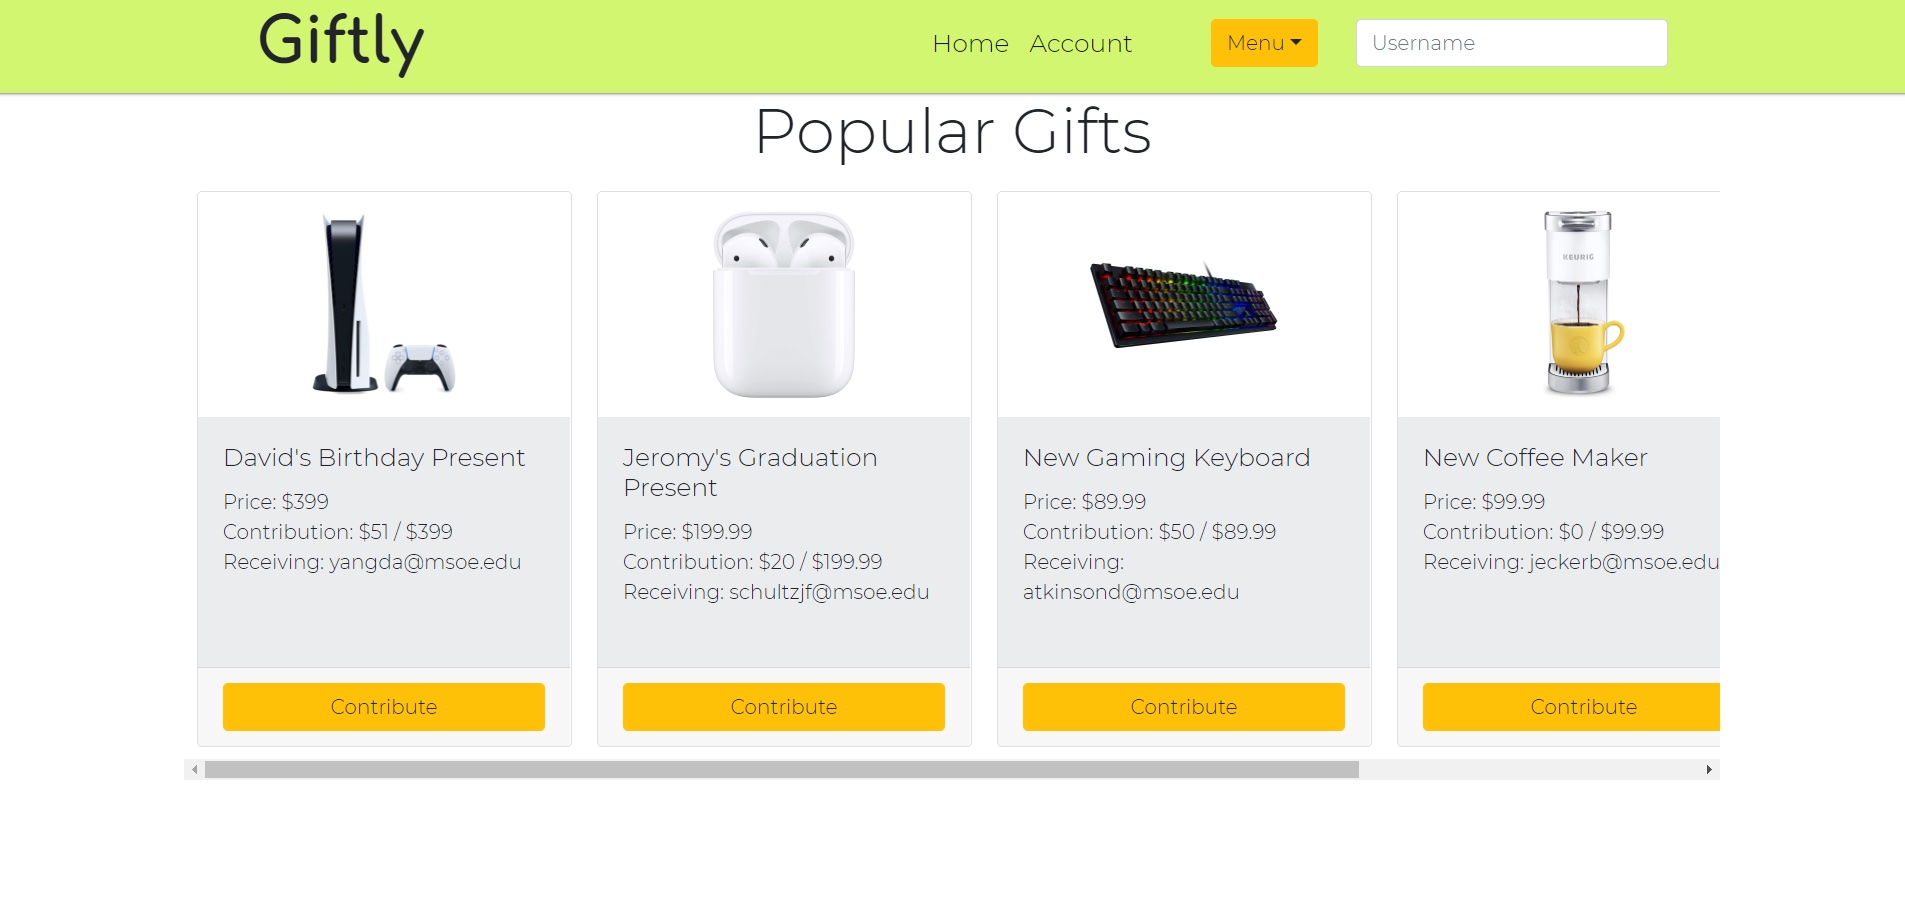 Giftly
Home Account Menu Username
Popular Gifts
KEURIG
David's Birthday Present
Price: $399
Contribution: $51 / $399
Receiving: yangda@msoe.edu
Contribute
Jeromy's Graduation
Present
Price: $199.99
Contribution: $20 / $199.99
Receiving: schultzjf@msoe.edu
Contribute
New Gaming Keyboard
Price: $89.99
Contribution: $50 / $89.99
Receiving:
atkinsond@msoe.edu
Contribute
New Coffee Maker
Price: $99.99
Contribution: $0 / $99.99
Receiving: jeckerb@msoe.edu
Contribute